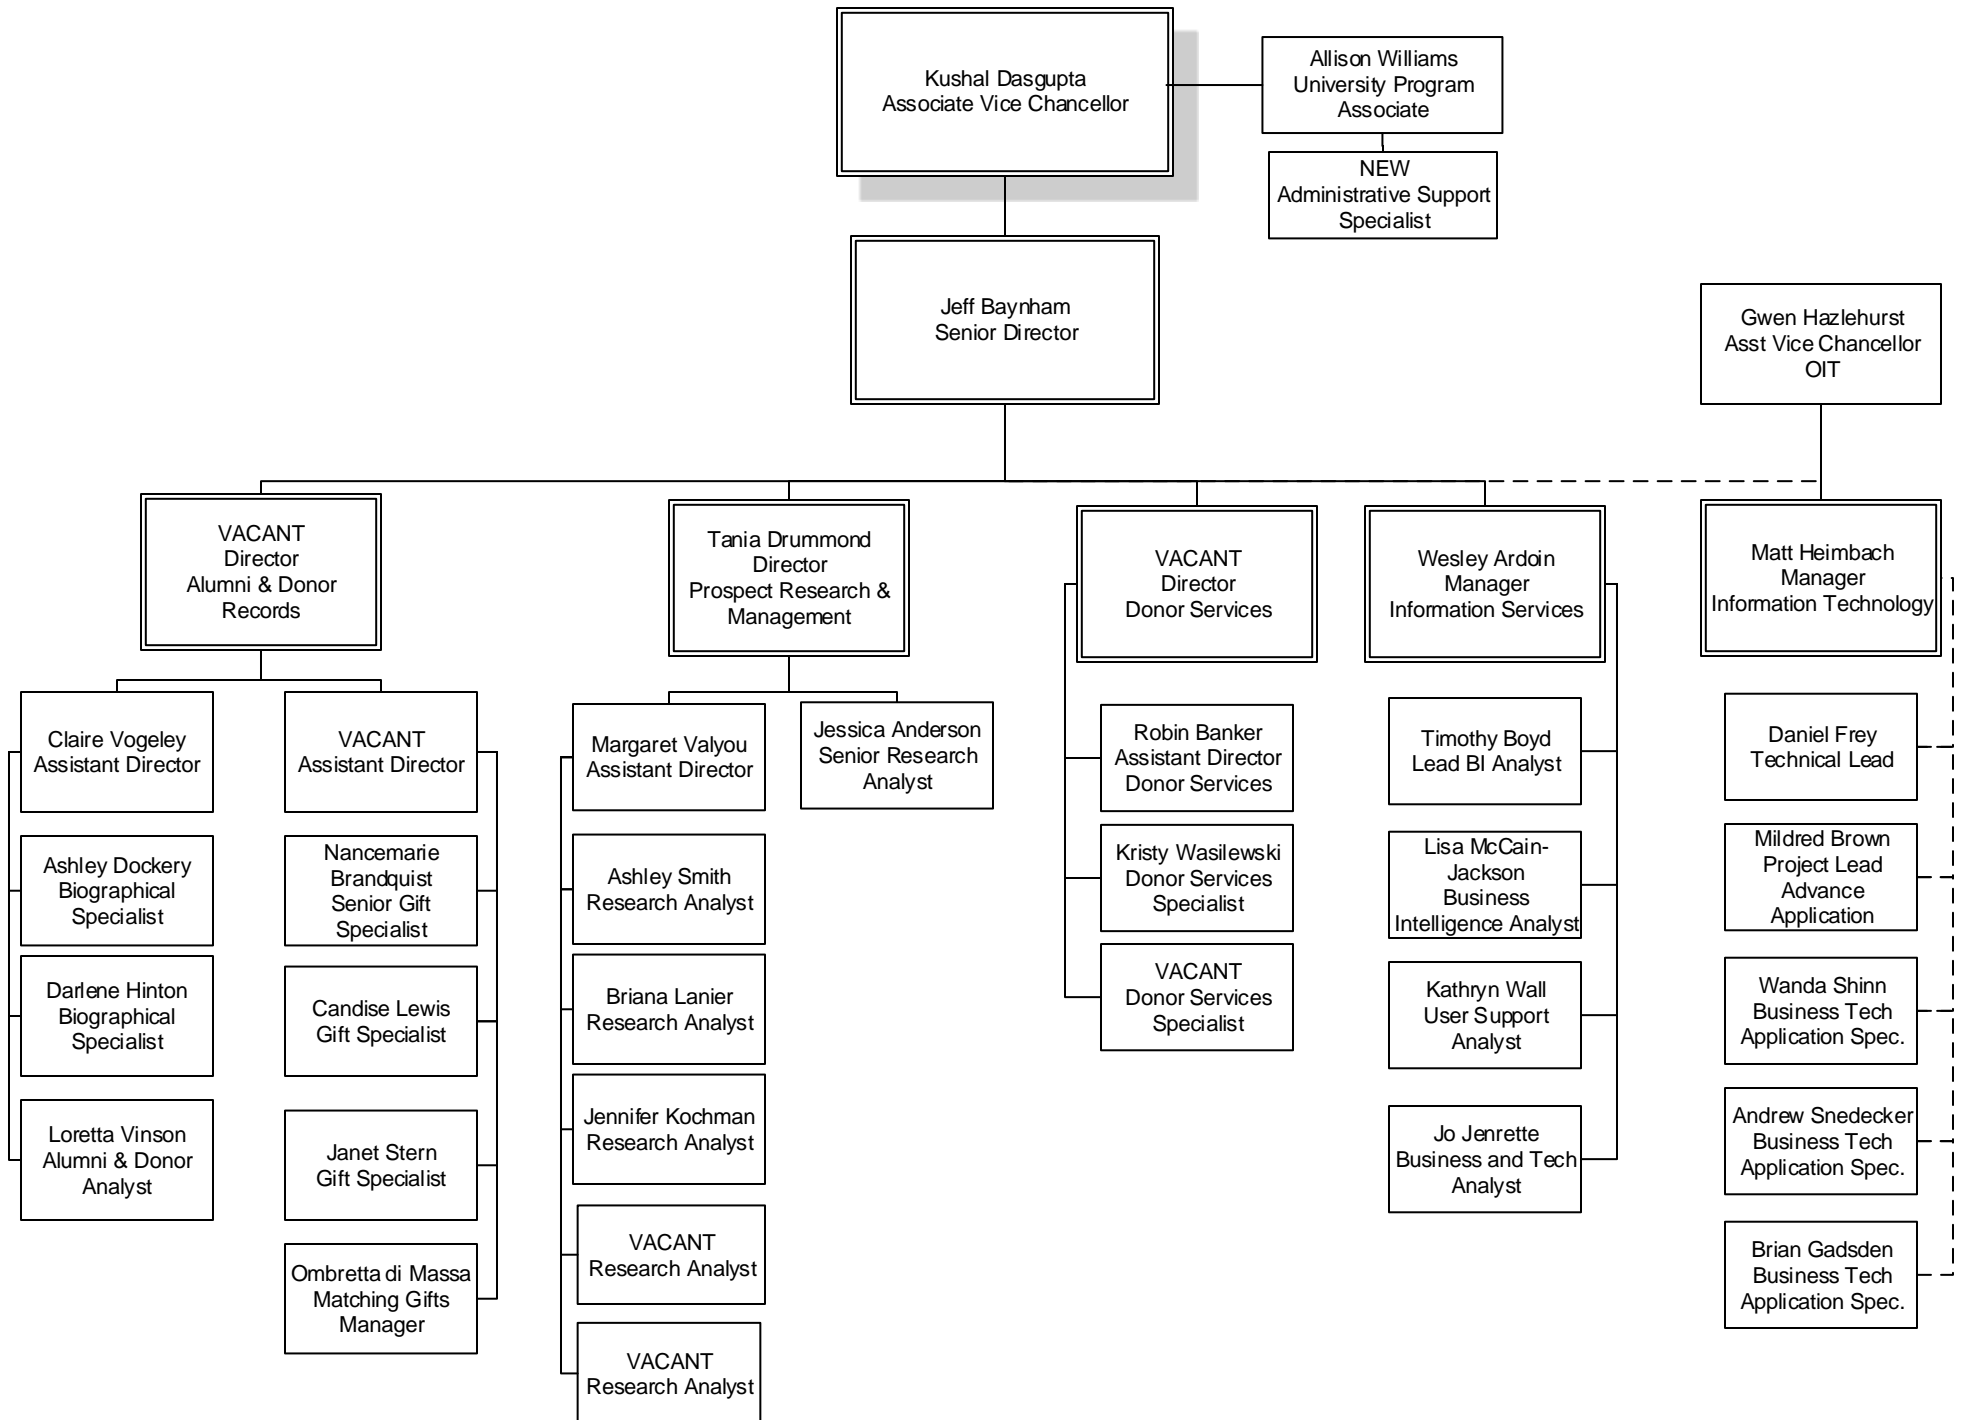 Kushal Dasgupta
Associate Vice Chancellor
Allison Williams
University Program
Associate
NEW
Administrative Support
Specialist
Jeff Baynham
Senior Director
Gwen Hazlehurst
Asst Vice Chancellor
OIT
VACANT
Director
Alumni & Donor
Records
Tania Drummond
Director
Prospect Research &
Management
VACANT
Director
Donor Services
Wesley Ardoin
Manager
Information Services
Matt Heimbach
Manager
Information Technology
Claire Vogeley
Assistant Director
Ashley Dockery
Biographical
Specialist
Darlene Hinton
Biographical
Specialist
Loretta Vinson
Alumni & Donor
Analyst
VACANT
Assistant Director
Nancemarie
Brandquist
Senior Gift
Specialist
Candise Lewis
Gift Specialist
Janet Stern
Gift Specialist
Ombretta di Massa
Matching Gifts
Manager
Margaret Valyou
Assistant Director
Ashley Smith
Research Analyst
Briana Lanier
Research Analyst
Jennifer Kochman
Research Analyst
VACANT
Research Analyst
VACANT
Research Analyst
Jessica Anderson
Senior Research
Analyst
Robin Banker
Assistant Director
Donor Services
Kristy Wasilewski
Donor Services
Specialist
VACANT
Donor Services
Specialist
Timothy Boyd
Lead BI Analyst
Lisa McCain-
Jackson
Business
Intelligence Analyst
Kathryn Wall
User Support
Analyst
Jo Jenrette
Business and Tech
Analyst
Daniel Frey
Technical Lead
Mildred Brown
Project Lead
Advance
Application
Wanda Shinn
Business Tech
Application Spec.
Andrew Snedecker
Business Tech
Application Spec.
Brian Gadsden
Business Tech
Application Spec.